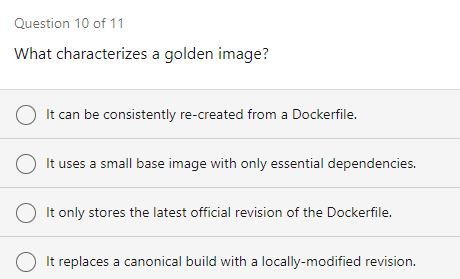 Question 10 of 11
What characterizes a golden image?
It can be consistently re-created from a Dockerfile.
It uses a small base image with only essential dependencies.
It only stores the latest official revision of the Dockerfile.
It replaces a canonical build with a locally-modified revision.